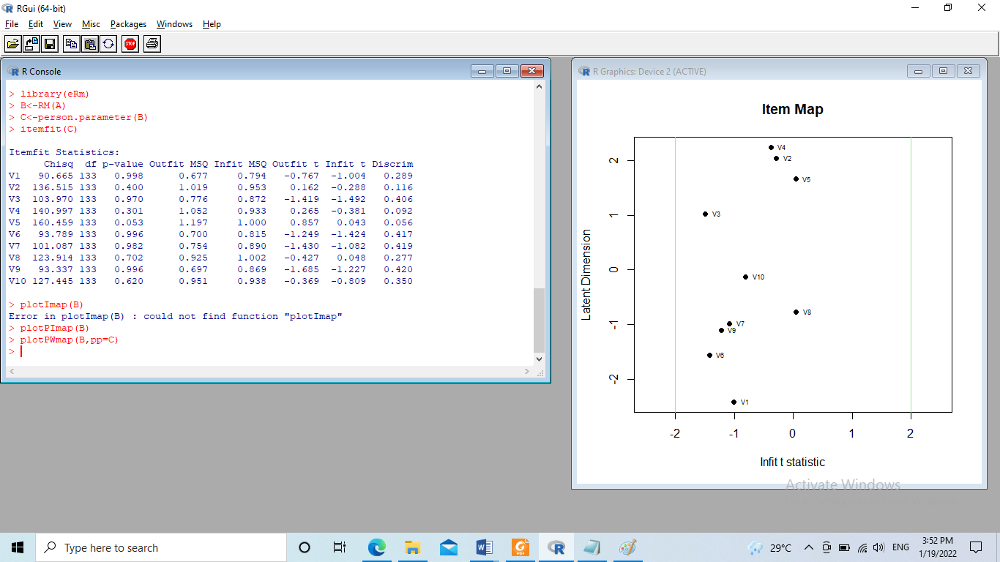 RGui (64-bit)
File Edit View Misc Packages Windows Help
STOP
R Console
> library(eRm)
> B<-RM(A)
> C<-person.parameter(B)
> itemfit(C)
Itemfit Statistics:
Chisq df p-value Outfit MSQ Infit MSQ Outfit t Infit t Discrim
V1 90.665 133 0.998 0.677 0.794 -0.767 -1.004 0.289
V2 136.515 133 0.400 1.019 0.953 0.162 -0.288 0.116
V3 103.970 133 0.970 0.776 0.872 -1.419 -1.492 0.406
V4 140.997 133 0.301 1.052 0.933 0.265 -0.381 0.092
V5 160.459 133 0.053 1.197 1.000 0.857 0.043 0.056
V6 93.789 133 0.996 0.700 0.815 -1.249 -1.424 0.417
V7 101.087 133 0.982 0.754 0.890 -1.430 -1.082 0.419
V8 123.914 133 0.702 0.925 1.002 -0.427 0.048 0.277
V9 93.337 133 0.996 0.697 0.869 -1.685 -1.227 0.420
V10 127.445 133 0.620 0.951 0.938 -0.369 -0.809 0.350
> plotImap(B)
Error in plotImap(B) : could not find function "plotImap"
> plotPImap(B)
> plotPWmap(B,pp=C)
>
R Graphics: Device 2 (ACTIVE)
Item Map
Latent Dimension
2
1
0
-1
-2
V4
V2
V5
V3
V10
V8
V7
V9
V6
V1
-2 -1 0 1 2
Infit t statistic
Activate Windows
Type here to search
29°C
ENG
3:52 PM
1/19/2022